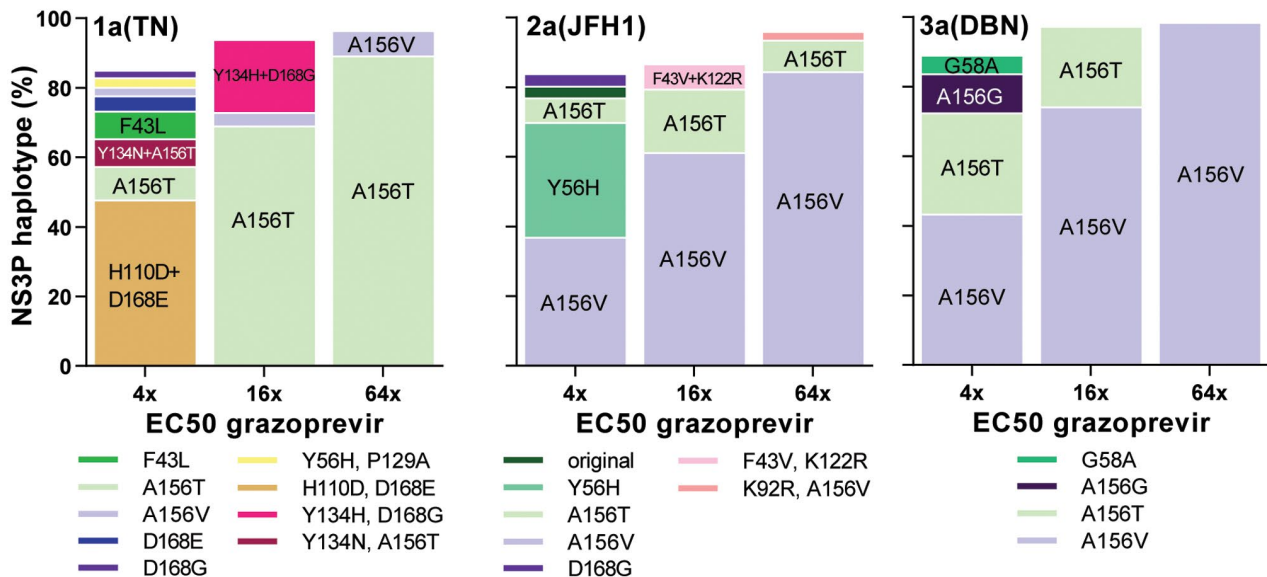 1a(TN)
2a(JFH1)
3a(DBN)
NS3P haplotype (%)
100
80
60
40
20
0
F43L
Y134N+A156T
A156T
H110D+
D168E
Y134H+D168G
A156T
A156V
A156T
A156T
Y56H
A156V
F43V+K122R
A156T
A156V
A156T
A156V
G58A
A156G
A156T
A156V
A156T
A156V
A156V
4x 16x 64x
4x 16x 64x
4x 16x 64x
EC50 grazoprevir
EC50 grazoprevir
EC50 grazoprevir
F43L
A156T
A156V
D168E
D168G
Y56H, P129A
H110D, D168E
Y134H, D168G
Y134N, A156T
original
Y56H
A156T
A156V
D168G
F43V, K122R
K92R, A156V
G58A
A156G
A156T
A156V